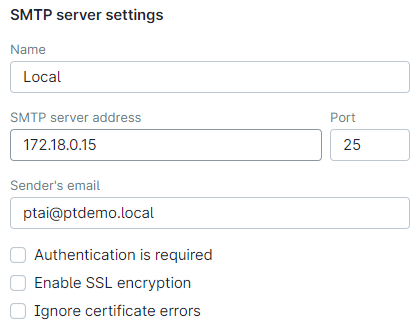 SMTP server settings
Name
Local
SMTP server address Port
172.18.0.15 25
Sender's email
ptai@ptdemo.local
Authentication is required
Enable SSL encryption
Ignore certificate errors